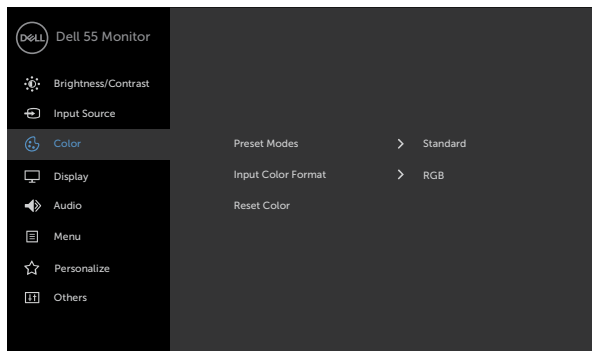 DELL Dell 55 Monitor
Brightness/Contrast
Input Source
Color
Preset Modes Standard
Display
Input Color Format RGB
Audio
Reset Color
Menu
Personalize
Others